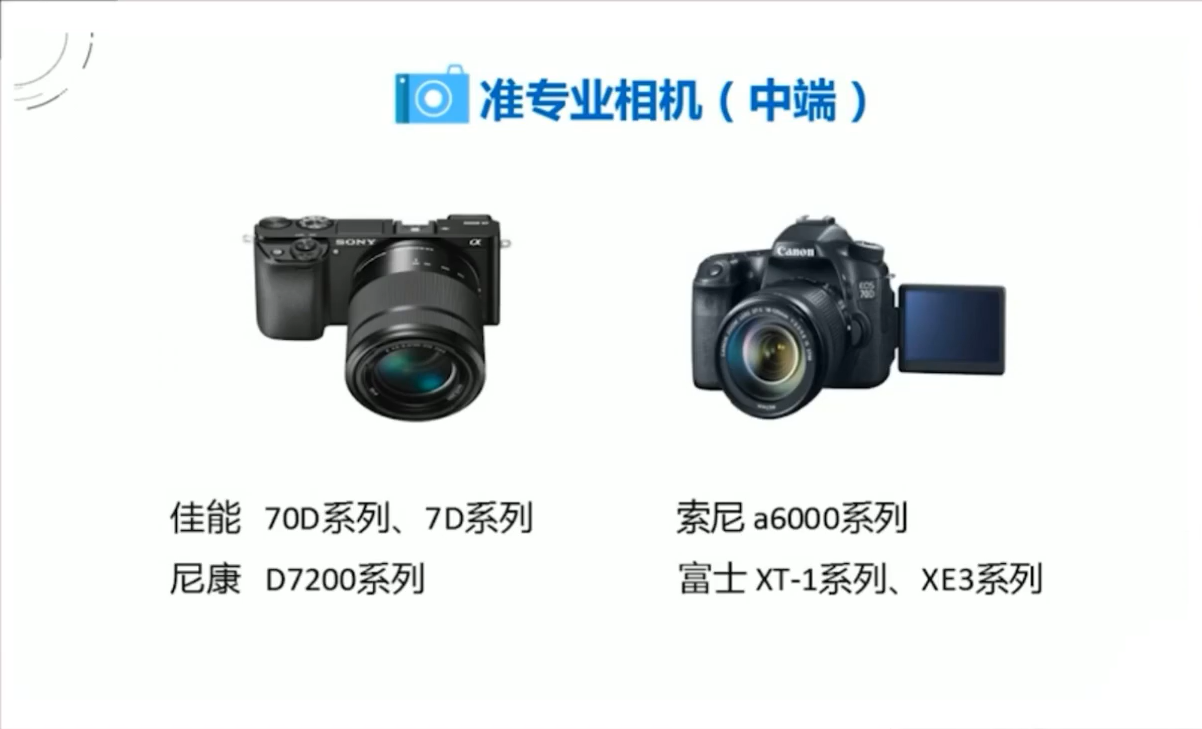 准专业相机（中端）
SONY
α
Canon
EOS
70D
佳能 70D系列、7D系列
索尼 a6000系列
尼康 D7200系列
富士 XT-1系列、XE3系列